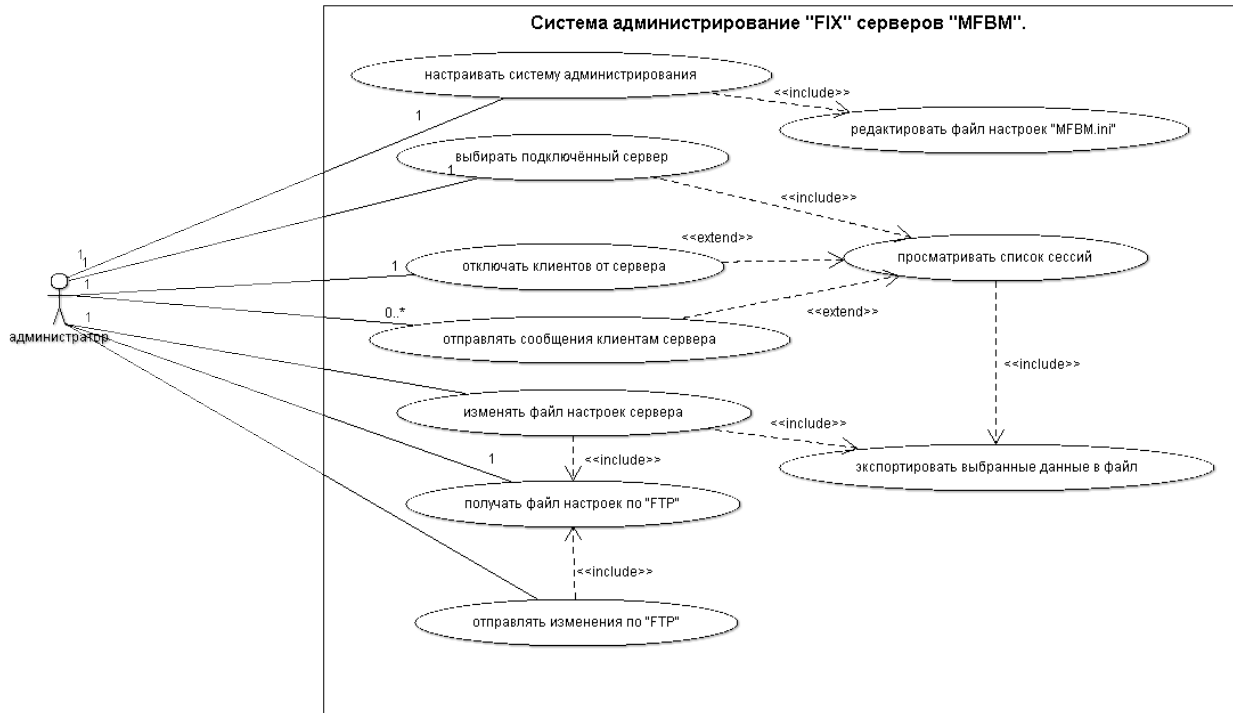 Система администрирование "FIX" серверов "MFBM".
настраивать систему администрирования
<<include>>
1
редактировать файл настроек "MFBM.ini"
выбирать подключённый сервер
1
<<include>>
<<extend>>
1
1
просматривать список сессий
отключать клиентов от сервера
1
1
0..*
<<extend>>
1
администратор
отправлять сообщения клиентам сервера
<<include>>
изменять файл настроек сервера
<<include>>
1
<<include>>
экспортировать выбранные данные в файл
получать файл настроек по "FTP"
<<include>>
отправлять изменения по "FTP"